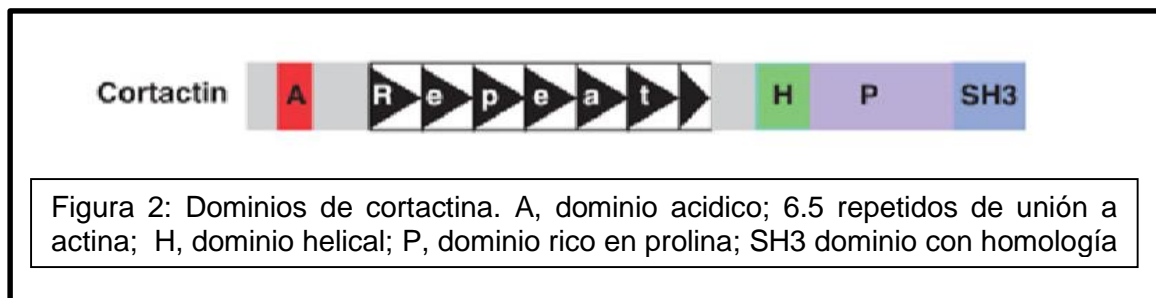 Cortactin A Repeat H P SH3
Figura 2: Dominios de cortactina. A, dominio acidico; 6.5 repetidos de unión a
actina; H, dominio helical; P, dominio rico en prolina; SH3 dominio con homología